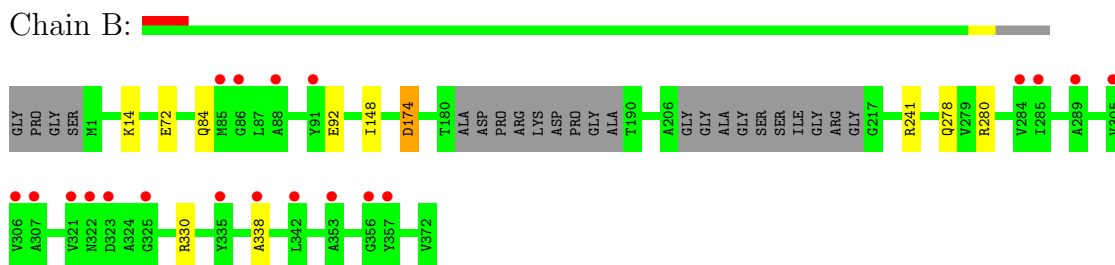 Chain B:
GLY PRO GLY SER M1 K14 E72 Q84 M85 G86 L87 A88 Y91 E92 I148 D174 T180 ALA ASP PRO ARG LYS ASP PRO GLY ALA T190 A206 GLY GLY ALA GLY SER SER ILE GLY ARG GLY G217 R241 Q278 V279 R280 V284 I285 A289 V305
V306 A307 V321 N322 D323 A324 G325 R330 Y335 A338 L342 A353 G356 Y357 V372